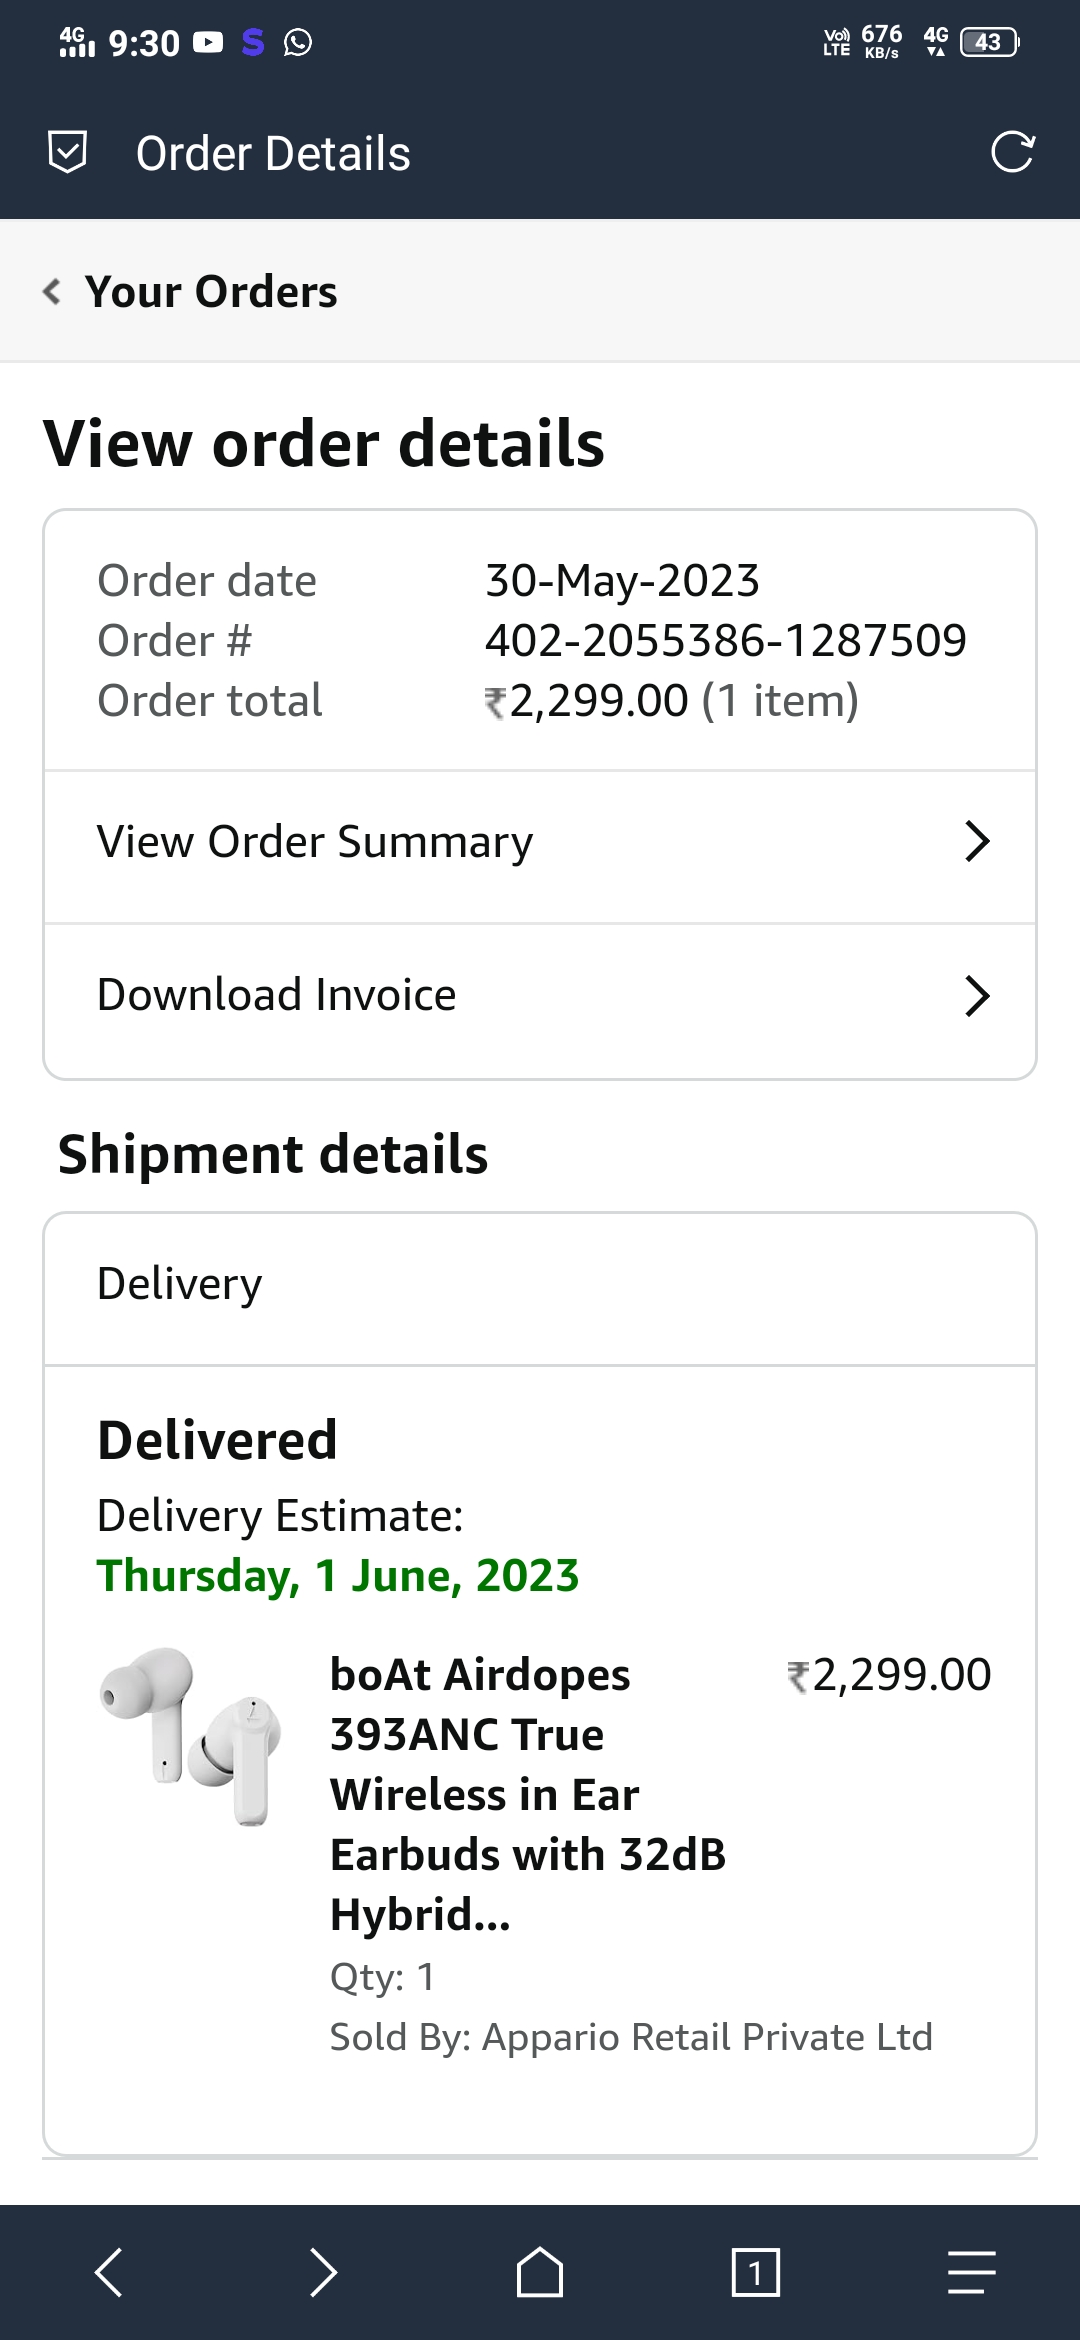 4G 9:30 S VoD LTE 676 KB/s 4G 43
Order Details
Your Orders
View order details
Order date 30-May-2023
Order # 402-2055386-1287509
Order total ₹2,299.00 (1 item)
View Order Summary
Download Invoice
Shipment details
Delivery
Delivered
Delivery Estimate:
Thursday, 1 June, 2023
boAt Airdopes ₹2,299.00
393ANC True
Wireless in Ear
Earbuds with 32dB
Hybrid...
Qty: 1
Sold By: Appario Retail Private Ltd
1